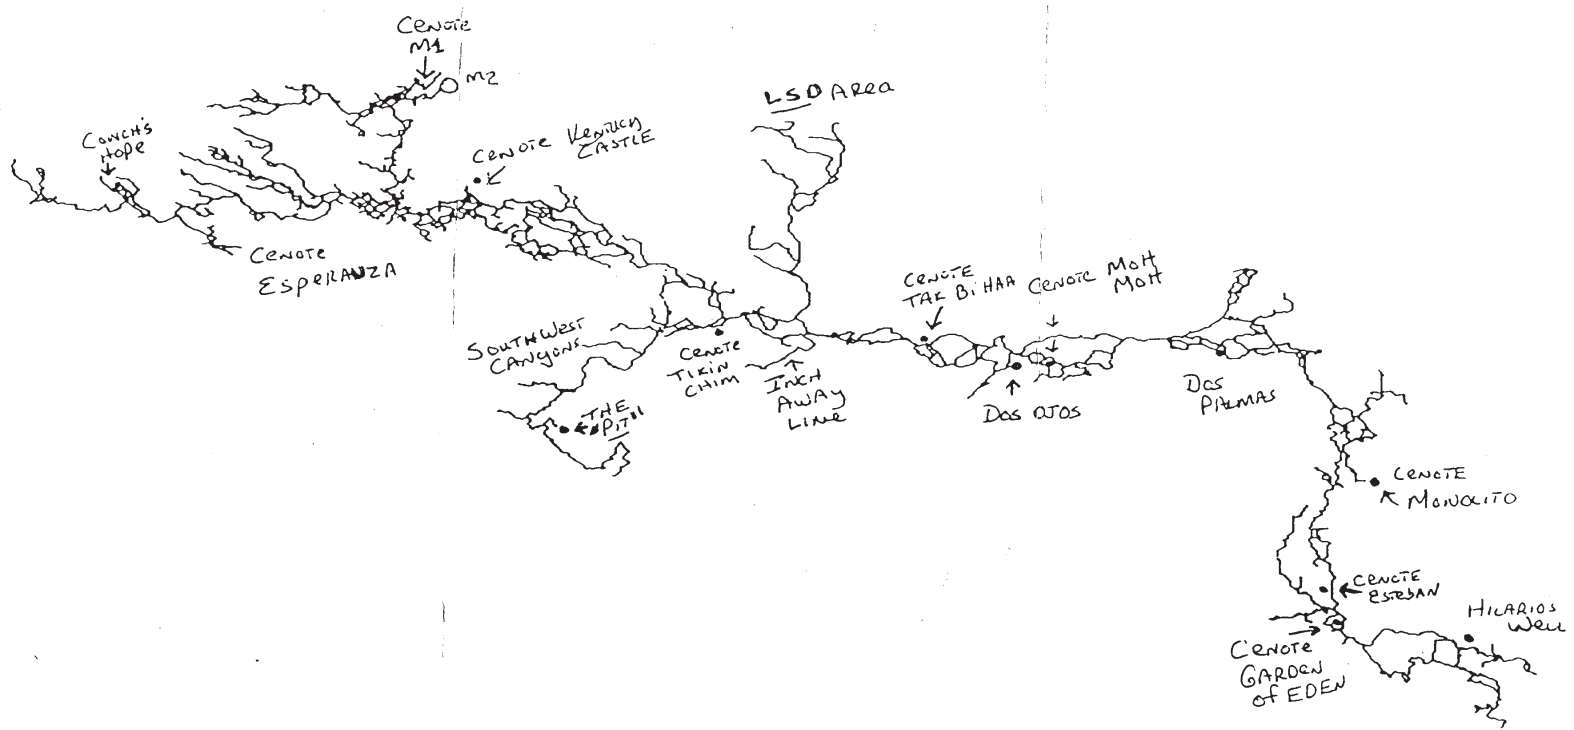 CENOTE
M1
M2
LSD AREA
CONCH'S
HOPE
CENOTE KENTUCKY
CASTLE
CENOTE
ESPERANZA
CENOTE
TAK BI HAA
CENOTE MOH
MOH
SOUTHWEST
CANYONS
CENOTE
TIKIN
CHIM
INCH
AWAY
LINE
DOS OJOS
DOS
PALMAS
"THE
PIT"
CENOTE
MONOLITO
CENOTE
ESTEBAN
HILARIOS
WELL
CENOTE
GARDEN
of EDEN